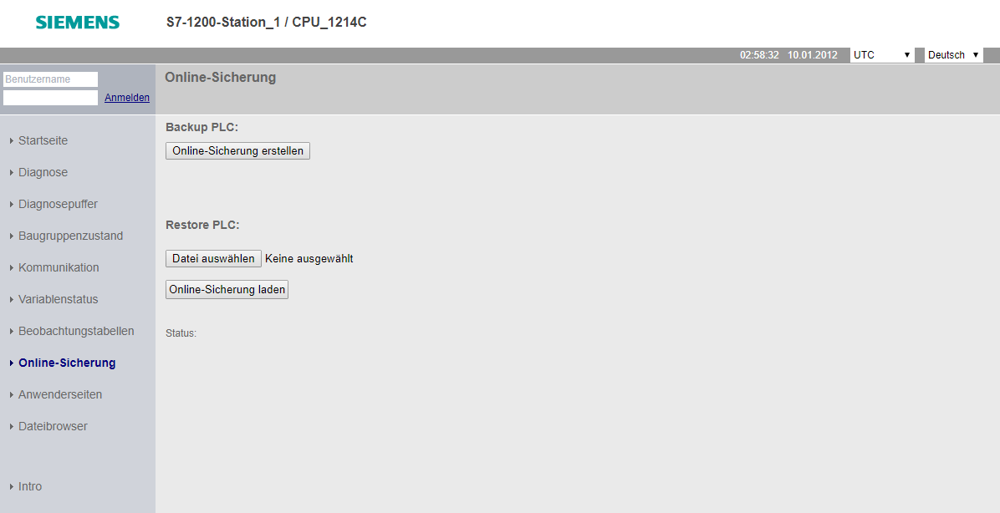 SIEMENS
S7-1200-Station_1 / CPU_1214C
02:58:32 10.01.2012 UTC Deutsch
Benutzername
Anmelden
Online-Sicherung
Startseite
Diagnose
Diagnosepuffer
Baugruppenzustand
Kommunikation
Variablenstatus
Beobachtungstabellen
Online-Sicherung
Anwenderseiten
Dateibrowser
Intro
Backup PLC:
Online-Sicherung erstellen
Restore PLC:
Datei auswählen Keine ausgewählt
Online-Sicherung laden
Status: